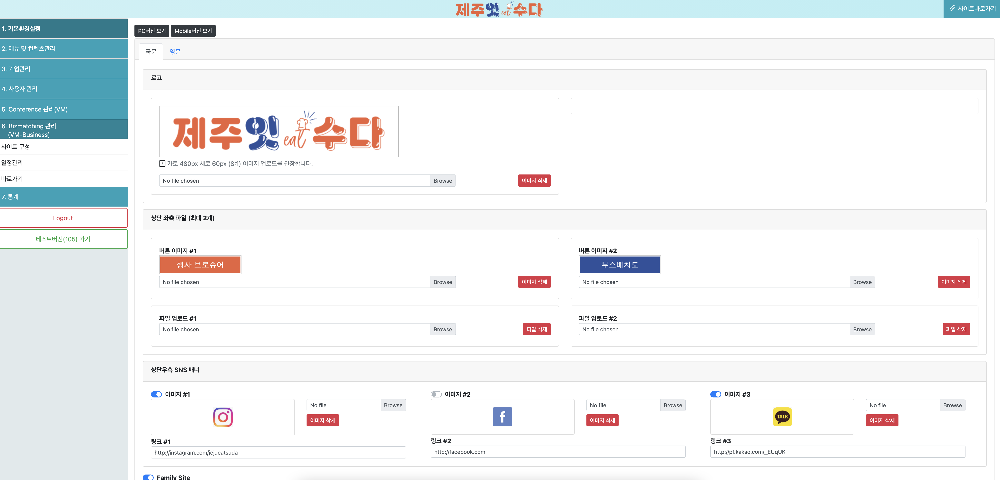 제주잇 eat 수다
사이트바로가기
1. 기본환경설정
2. 메뉴 및 컨텐츠관리
3. 기업관리
4. 사용자 관리
5. Conference 관리(VM)
6. Bizmatching 관리
(VM-Business)
사이트 구성
일정관리
바로가기
7. 통계
Logout
테스트버전(105) 가기
PC버전 보기 Mobile버전 보기
국문 영문
로고
제주잇 eat 수다
i 가로 480px 세로 60px (8:1) 이미지 업로드를 권장합니다.
No file chosen Browse 이미지 삭제
상단 좌측 파일 (최대 2개)
버튼 이미지 #1
행사 브로슈어
No file chosen Browse 이미지 삭제
버튼 이미지 #2
부스배치도
No file chosen Browse 이미지 삭제
파일 업로드 #1
No file chosen Browse 파일 삭제
파일 업로드 #2
No file chosen Browse 파일 삭제
상단우측 SNS 배너
이미지 #1
No file Browse
이미지 삭제
링크 #1
http://instagram.com/jejueatsuda
이미지 #2
f
No file Browse
이미지 삭제
링크 #2
http://facebook.com
이미지 #3
TALK
No file Browse
이미지 삭제
링크 #3
http://pf.kakao.com/_EUqUK
Family Site